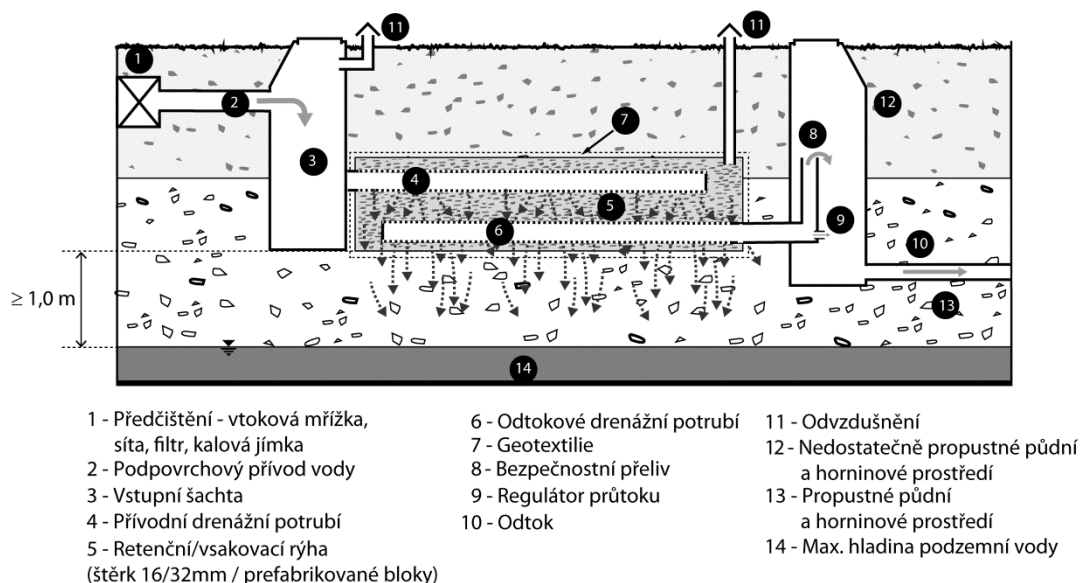 11
11
1
2
12
7
8
3
4
5
9
6
10
≥ 1,0 m
13
14
1 - Předčištění - vtoková mřížka,
síta, filtr, kalová jímka
2 - Podpovrchový přívod vody
3 - Vstupní šachta
4 - Přívodní drenážní potrubí
5 - Retenční/vsakovací rýha
(štěrk 16/32mm / prefabrikované bloky)
6 - Odtokové drenážní potrubí
7 - Geotextilie
8 - Bezpečnostní přeliv
9 - Regulátor průtoku
10 - Odtok
11 - Odvzdušnění
12 - Nedostatečně propustné půdní
a horninové prostředí
13 - Propustné půdní
a horninové prostředí
14 - Max. hladina podzemní vody